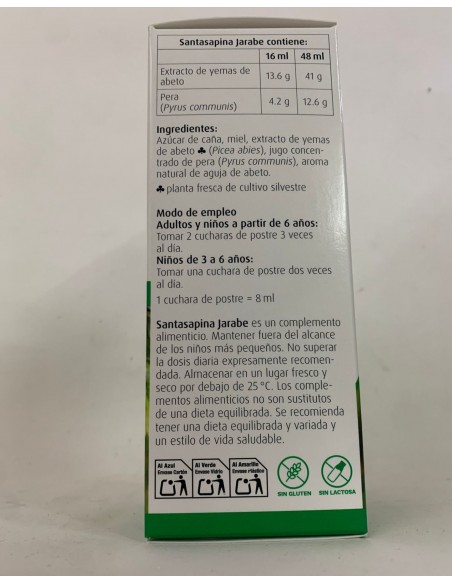 Santasapina Jarabe contiene:
16 ml 48 ml
Extracto de yemas de abeto 13.6 g 41 g
Pera (Pyrus communis) 4.2 g 12.6 g
Ingredientes:
Azúcar de caña, miel, extracto de yemas
de abeto ♣ (Picea abies), jugo concen-
trado de pera (Pyrus communis), aroma
natural de aguja de abeto.
♣ planta fresca de cultivo silvestre
Modo de empleo
Adultos y niños a partir de 6 años:
Tomar 2 cucharas de postre 3 veces
al día.
Niños de 3 a 6 años:
Tomar una cuchara de postre dos veces
al día.
1 cuchara de postre = 8 ml
Santasapina Jarabe es un complemento
alimenticio. Mantener fuera del alcance
de los niños más pequeños. No superar
la dosis diaria expresamente recomen-
dada. Almacenar en un lugar fresco y
seco por debajo de 25 °C. Los comple-
mentos alimenticios no son sustitutos
de una dieta equilibrada. Se recomienda
tener una dieta equilibrada y variada y
un estilo de vida saludable.
Al Azul
Envase Cartón
Al Verde
Envase Vidrio
Al Amarillo
Envase Plástico
SIN GLUTEN
SIN LACTOSA